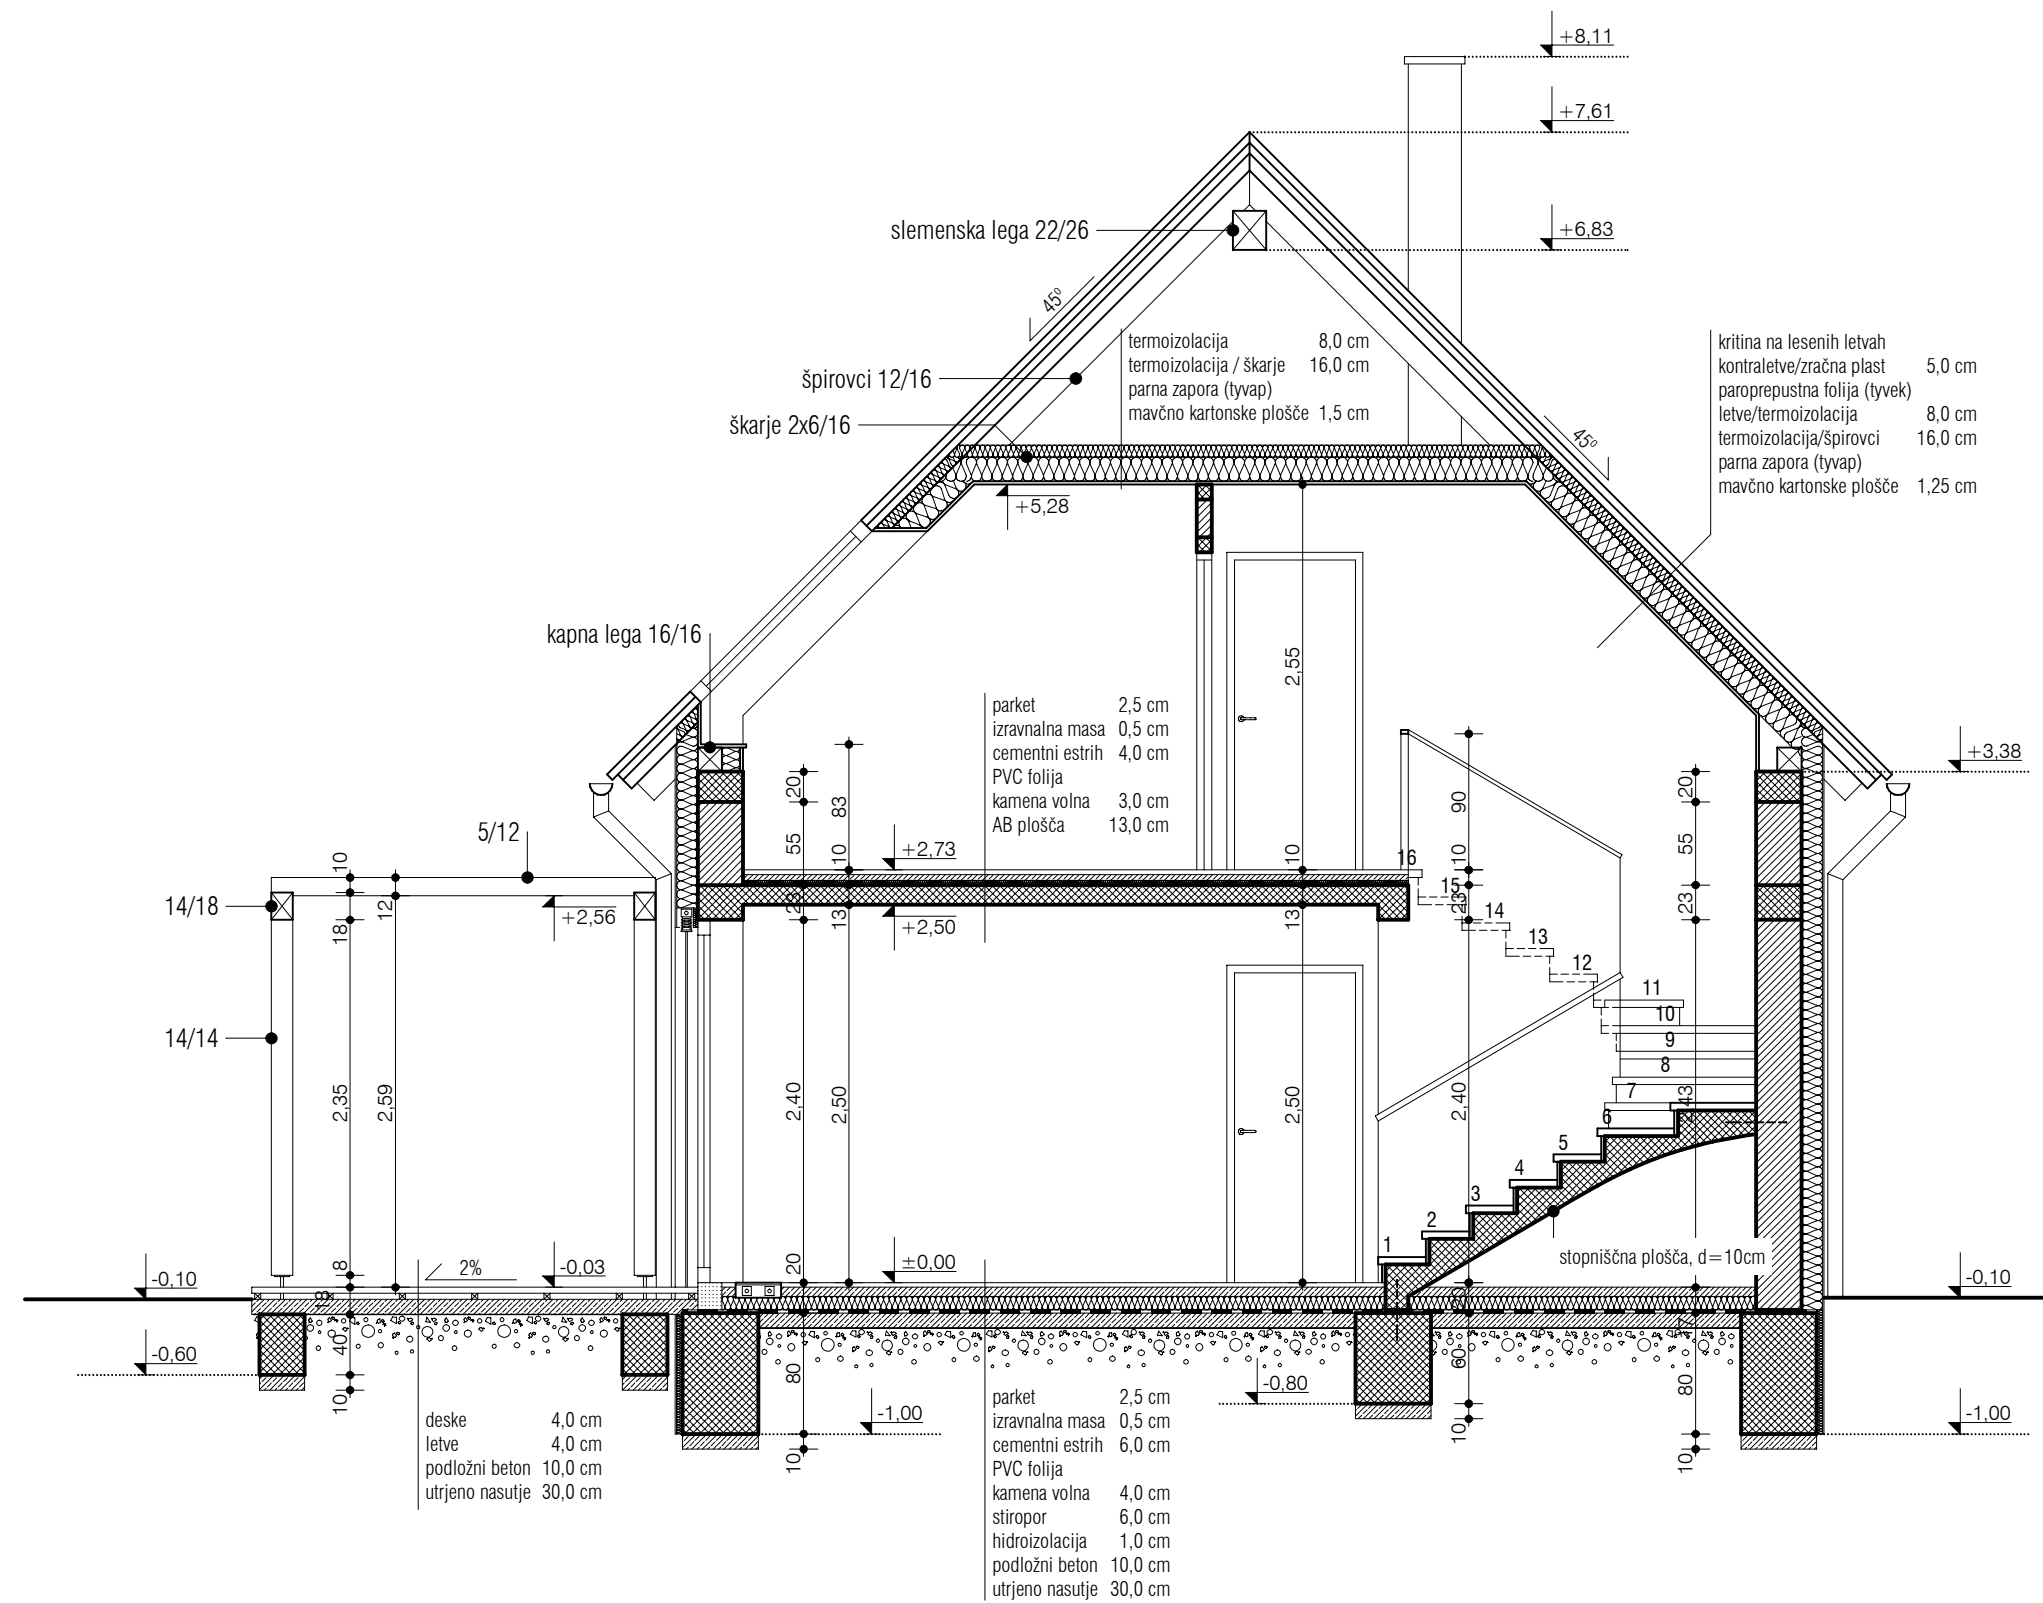 +8,11
+7,61
slemenska lega 22/26
+6,83
45⁰
termoizolacija 8,0 cm
termoizolacija / škarje 16,0 cm
parna zapora (tyvap)
mavčno kartonske plošče 1,5 cm
kritina na lesenih letvah
kontraletve/zračna plast 5,0 cm
paroprepustna folija (tyvek)
letve/termoizolacija 8,0 cm
termoizolacija/špirovci 16,0 cm
parna zapora (tyvap)
mavčno kartonske plošče 1,25 cm
špirovci 12/16
škarje 2x6/16
45⁰
+5,28
kapna lega 16/16
2,55
parket 2,5 cm
izravnalna masa 0,5 cm
cementni estrih 4,0 cm
PVC folija
kamena volna 3,0 cm
AB plošča 13,0 cm
+3,38
20
83
90
20
5/12
55
10
+2,73
10
16
10
55
10
14/18
12
18
+2,56
23
13
+2,50
13
15
23
14
23
13
12
11
10
9
8
7
43
6
5
4
3
2
1
14/14
2,35
2,59
2,40
2,50
2,50
2,40
stopniščna plošča, d=10cm
-0,10
8
2%
-0,03
20
±0,00
-0,10
18
40
-0,60
10
80
-1,00
10
-0,80
60
10
80
10
-1,00
deske 4,0 cm
letve 4,0 cm
podložni beton 10,0 cm
utrjeno nasutje 30,0 cm
parket 2,5 cm
izravnalna masa 0,5 cm
cementni estrih 6,0 cm
PVC folija
kamena volna 4,0 cm
stiropor 6,0 cm
hidroizolacija 1,0 cm
podložni beton 10,0 cm
utrjeno nasutje 30,0 cm